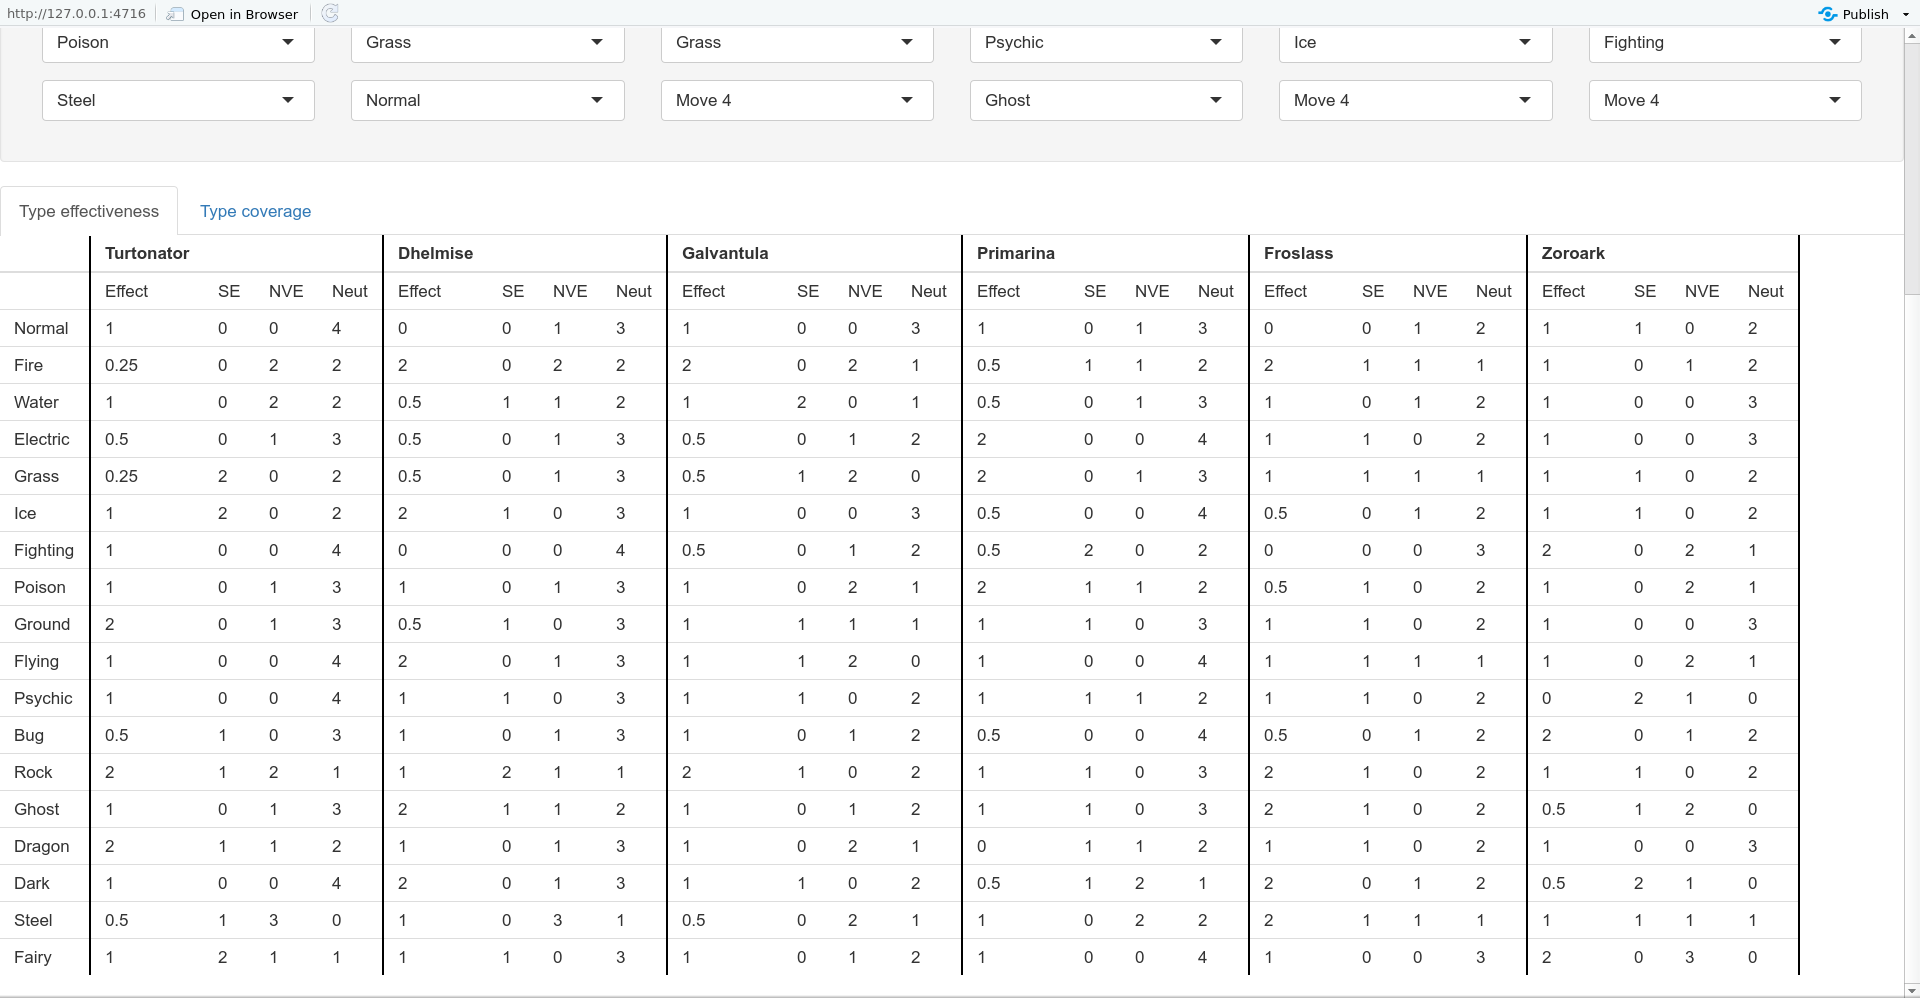 http://127.0.0.1:4716 Open in Browser Publish
Poison Grass Grass Psychic Ice Fighting
Steel Normal Move 4 Ghost Move 4 Move 4
Type effectiveness Type coverage
Turtonator Dhelmise Galvantula Primarina Froslass Zoroark
Effect SE NVE Neut Effect SE NVE Neut Effect SE NVE Neut Effect SE NVE Neut Effect SE NVE Neut Effect SE NVE Neut
Normal 1 0 0 4 0 0 1 3 1 0 0 3 1 0 1 3 0 0 1 2 1 1 0 2
Fire 0.25 0 2 2 2 0 2 2 2 0 2 1 0.5 1 1 2 2 1 1 1 1 0 1 2
Water 1 0 2 2 0.5 1 1 2 1 2 0 1 0.5 0 1 3 1 0 1 2 1 0 0 3
Electric 0.5 0 1 3 0.5 0 1 3 0.5 0 1 2 2 0 0 4 1 1 0 2 1 0 0 3
Grass 0.25 2 0 2 0.5 0 1 3 0.5 1 2 0 2 0 1 3 1 1 1 1 1 1 0 2
Ice 1 2 0 2 2 1 0 3 1 0 0 3 0.5 0 0 4 0.5 0 1 2 1 1 0 2
Fighting 1 0 0 4 0 0 0 4 0.5 0 1 2 0.5 2 0 2 0 0 0 3 2 0 2 1
Poison 1 0 1 3 1 0 1 3 1 0 2 1 2 1 1 2 0.5 1 0 2 1 0 2 1
Ground 2 0 1 3 0.5 1 0 3 1 1 1 1 1 1 0 3 1 1 0 2 1 0 0 3
Flying 1 0 0 4 2 0 1 3 1 1 2 0 1 0 0 4 1 1 1 1 1 0 2 1
Psychic 1 0 0 4 1 1 0 3 1 1 0 2 1 1 1 2 1 1 0 2 0 2 1 0
Bug 0.5 1 0 3 1 0 1 3 1 0 1 2 0.5 0 0 4 0.5 0 1 2 2 0 1 2
Rock 2 1 2 1 1 2 1 1 2 1 0 2 1 1 0 3 2 1 0 2 1 1 0 2
Ghost 1 0 1 3 2 1 1 2 1 0 1 2 1 1 0 3 2 1 0 2 0.5 1 2 0
Dragon 2 1 1 2 1 0 1 3 1 0 2 1 0 1 1 2 1 1 0 2 1 0 0 3
Dark 1 0 0 4 2 0 1 3 1 1 0 2 0.5 1 2 1 2 0 1 2 0.5 2 1 0
Steel 0.5 1 3 0 1 0 3 1 0.5 0 2 1 1 0 2 2 2 1 1 1 1 1 1 1
Fairy 1 2 1 1 1 1 0 3 1 0 1 2 1 0 0 4 1 0 0 3 2 0 3 0